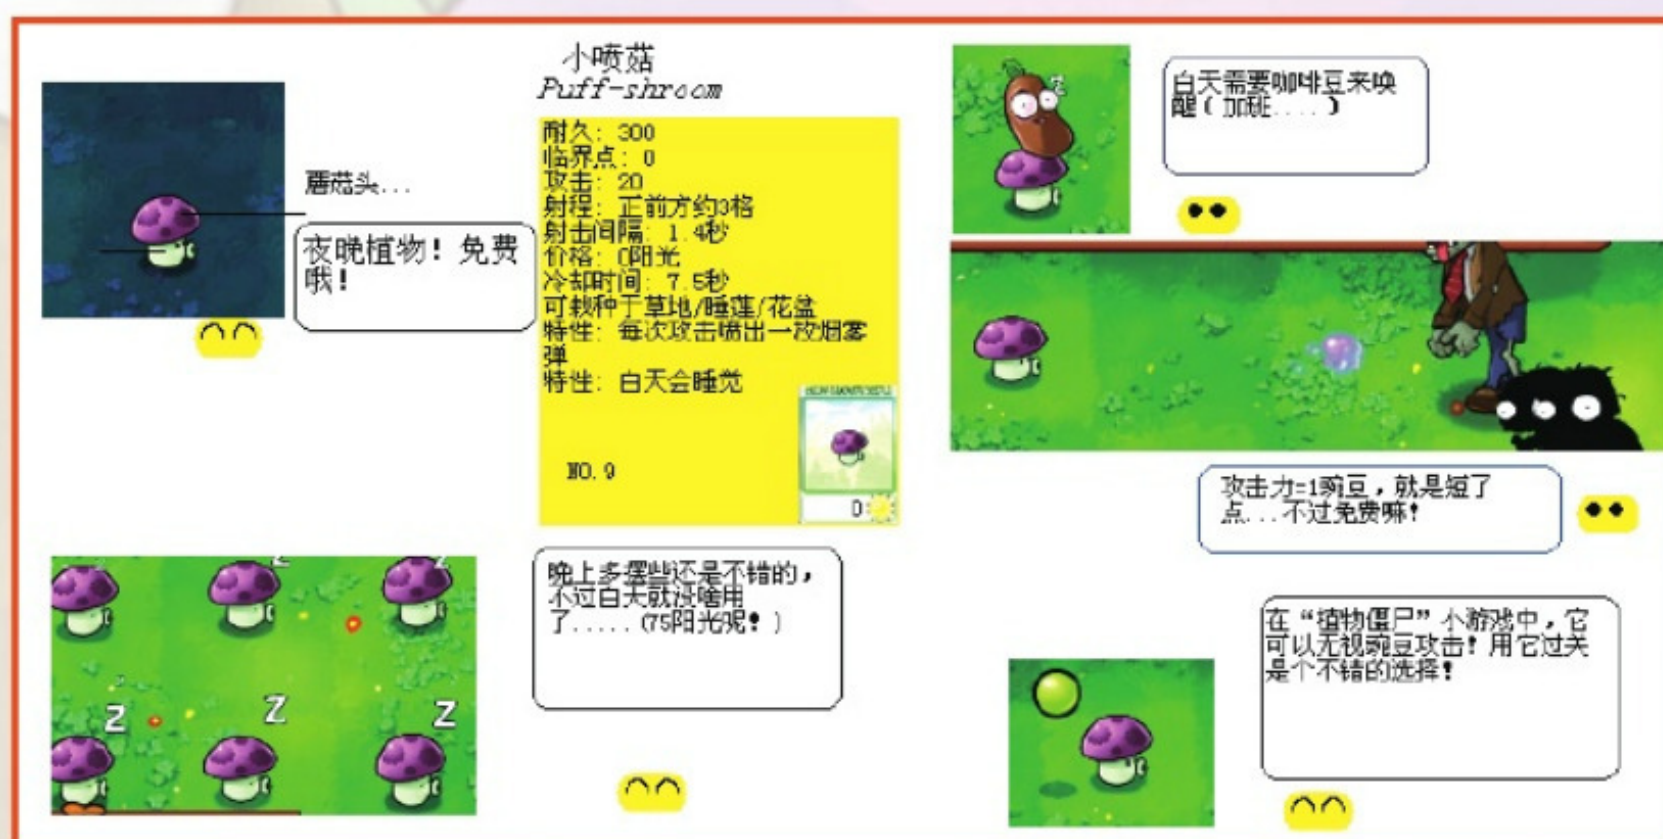 小喷菇
Puff-shroom
蘑菇头...
夜晚植物！免费
哦！
耐久：300
临界点：0
攻击：20
射程：正前方约3格
射击间隔：1.4秒
价格：0阳光
冷却时间：7.5秒
可栽种于草地/睡莲/花盆
特性：每次攻击喷出一枚烟雾
弹
特性：白天会睡觉
NO.9
0
晚上多摆些还是不错的，
不过白天就没啥用
了.....(75阳光呢！)
Z
Z
Z
Z
Z
白天需要咖啡豆来唤
醒(加班....)
Z
攻击力=1豌豆，就是短了
点...不过免费嘛！
在“植物僵尸”小游戏中，它
可以无视豌豆攻击！用它过关
是个不错的选择！